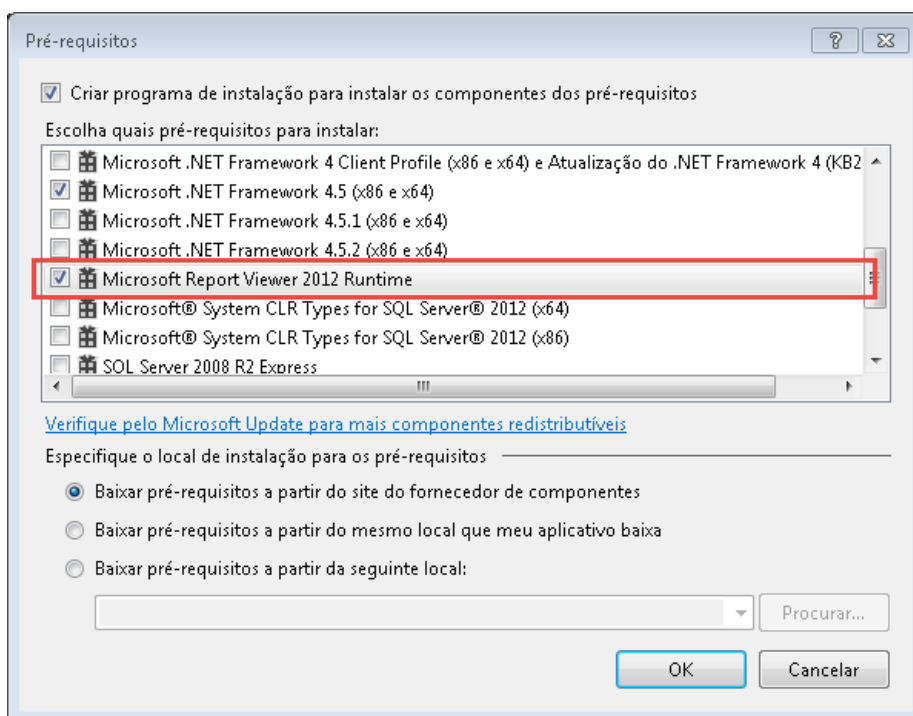 Pré-requisitos
Criar programa de instalação para instalar os componentes dos pré-requisitos
Escolha quais pré-requisitos para instalar:
Microsoft .NET Framework 4 Client Profile (x86 e x64) e Atualização do .NET Framework 4 (KB2
Microsoft .NET Framework 4.5 (x86 e x64)
Microsoft .NET Framework 4.5.1 (x86 e x64)
Microsoft .NET Framework 4.5.2 (x86 e x64)
Microsoft Report Viewer 2012 Runtime
Microsoft® System CLR Types for SQL Server® 2012 (x64)
Microsoft® System CLR Types for SQL Server® 2012 (x86)
SQL Server 2008 R2 Express
Verifique pelo Microsoft Update para mais componentes redistributíveis
Especifique o local de instalação para os pré-requisitos
Baixar pré-requisitos a partir do site do fornecedor de componentes
Baixar pré-requisitos a partir do mesmo local que meu aplicativo baixa
Baixar pré-requisitos a partir da seguinte local:
Procurar...
OK Cancelar